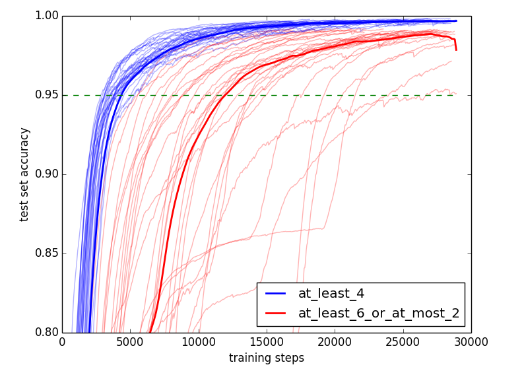 1.00
0.95
0.90
0.85
0.80
test set accuracy
at_least_4
at_least_6_or_at_most_2
0 5000 10000 15000 20000 25000 30000
training steps